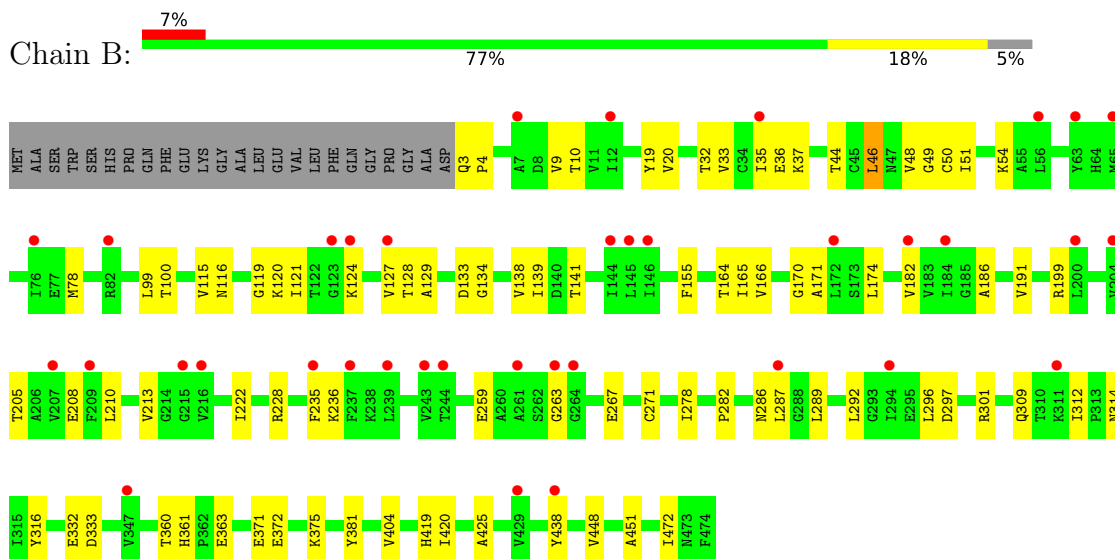 7%
Chain B:
77% 18% 5%
MET ALA SER TRP SER HIS PRO GLN PHE GLU LYS GLY ALA LEU GLU VAL LEU PHE GLN GLY PRO GLY ALA ASP Q3 P4 A7 D8 V9 T10 V11 I12 Y19 V20 T32 V33 C34 I35 E36 K37 T44 C45 L46 N47 V48 G49 C50 I51 K54 A55 L56 Y63 H64 M65
I76 E77 M78 R82 L99 T100 V115 N116 G119 K120 I121 T122 G123 K124 V127 T128 A129 D133 G134 V138 I139 D140 T141 I144 L145 I146 F155 T164 I165 V166 G170 A171 L172 S173 L174 V182 V183 I184 G185 A186 V191 R199 L200 V204
T205 A206 V207 E208 F209 L210 V213 G214 G215 V216 I222 R228 F235 K236 F237 K238 L239 V243 T244 E259 A260 A261 S262 G263 G264 E267 C271 I278 P282 N286 L287 G288 L289 L292 G293 I294 E295 L296 D297 R301 Q309 T310 K311 I312 P313 N314
I315 Y316 E332 D333 V347 T360 H361 P362 E363 E371 E372 K375 Y381 V404 H419 I420 A425 V429 Y438 V448 A451 I472 N473 F474